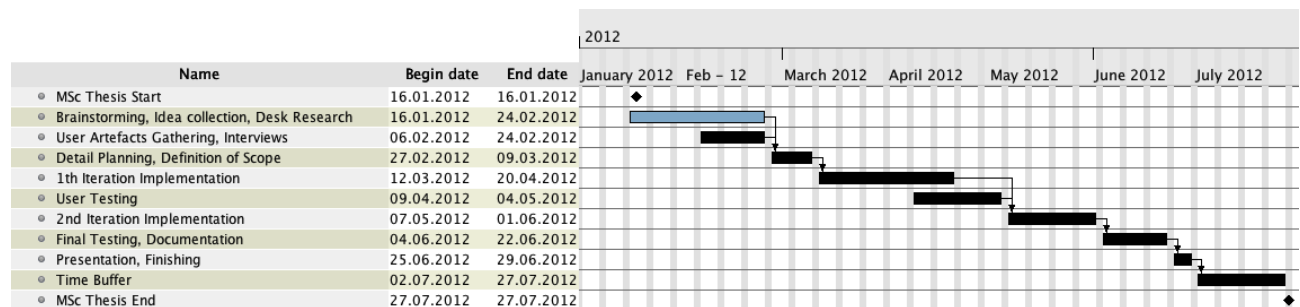 2012
Name Begin date End date January 2012 Feb - 12 March 2012 April 2012 May 2012 June 2012 July 2012
MSc Thesis Start 16.01.2012 16.01.2012
Brainstorming, Idea collection, Desk Research 16.01.2012 24.02.2012
User Artefacts Gathering, Interviews 06.02.2012 24.02.2012
Detail Planning, Definition of Scope 27.02.2012 09.03.2012
1th Iteration Implementation 12.03.2012 20.04.2012
User Testing 09.04.2012 04.05.2012
2nd Iteration Implementation 07.05.2012 01.06.2012
Final Testing, Documentation 04.06.2012 22.06.2012
Presentation, Finishing 25.06.2012 29.06.2012
Time Buffer 02.07.2012 27.07.2012
MSc Thesis End 27.07.2012 27.07.2012